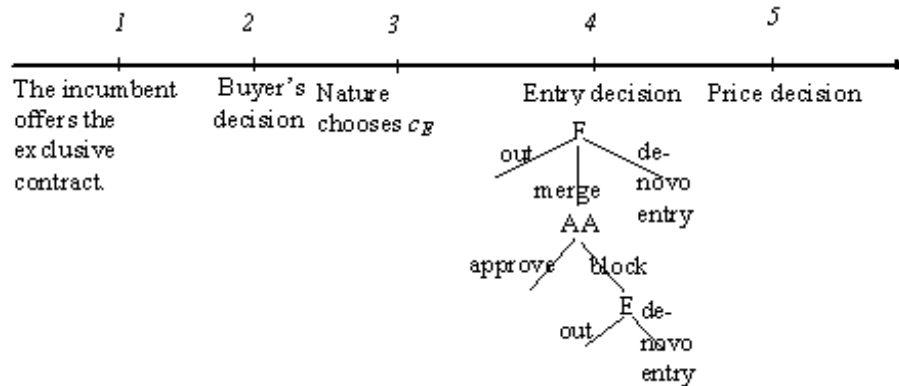 1 2 3 4 5
The incumbent offers the exclusive contract.
Buyer's decision
Nature chooses c_E
Entry decision
Price decision
E
out
merge
de-novo entry
AA
approve
block
E
out
de-novo entry